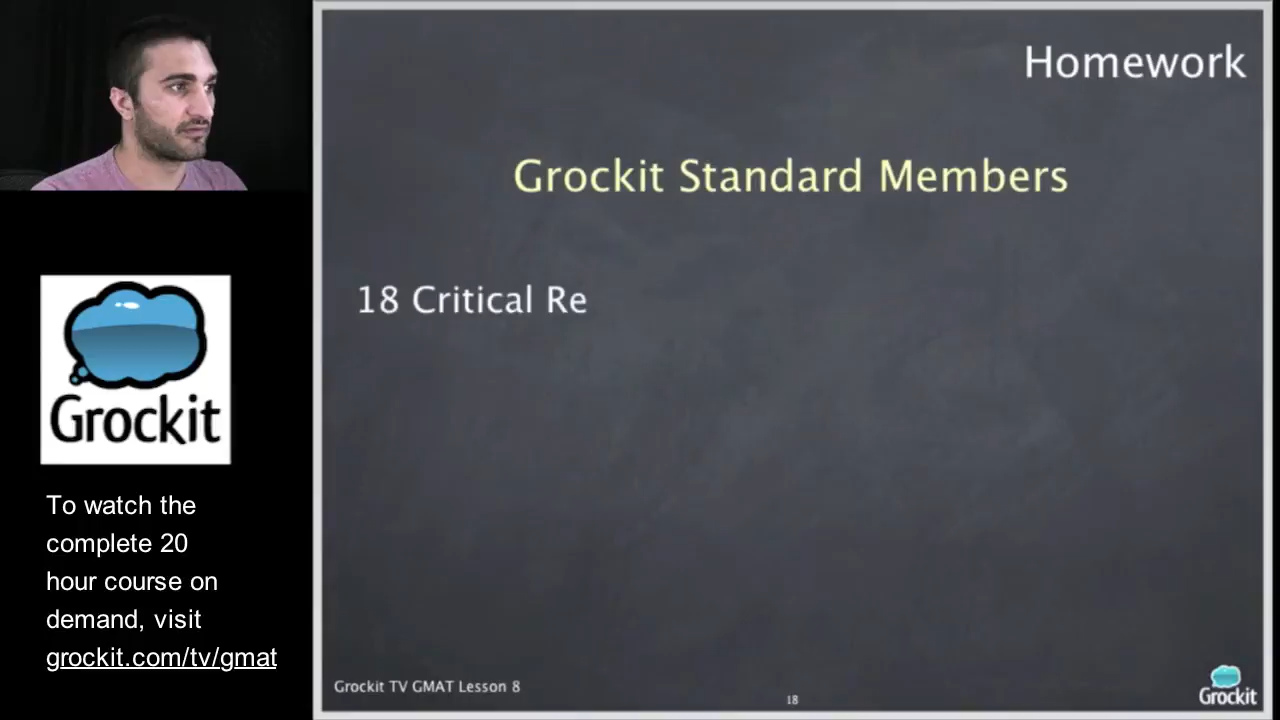 Homework
Grockit Standard Members
18 Critical Re
Grockit
To watch the
complete 20
hour course on
demand, visit
grockit.com/tv/gmat
Grockit TV GMAT Lesson 8
18
Grockit